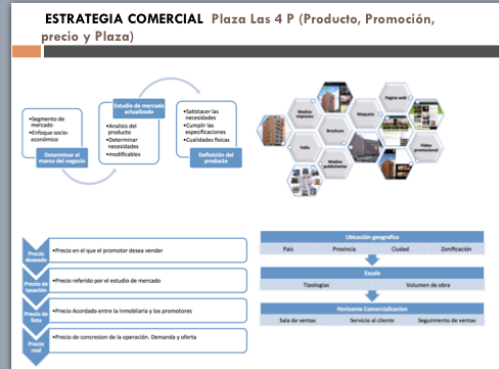 ESTRATEGIA COMERCIAL Plaza Las 4 P (Producto, Promoción,
precio y Plaza)
•Segmento de
mercado
•Enfoque socio-
económico
Determinar el
marco del negocio
Estudio de mercado
actualizado
•Analisis del
producto
•Determinar
necesidades
•modificables
•Satistacer las
necesidades
•Cumplir las
especificaciones
•Cualidades fisicas
Definición del
producto
Medios
impresos
Maqueta
Pagina web
Brochure
Valla
Medios
publicitarios
Video
promocional
Precio
deseado
•Precio en el que el promotor desea vender
Precio de
tasación
•Precio referido por el estudio de mercado
Precio de
lista
•Precio Acordado entre la inmobiliaria y los promotores
Precio
real
•Precio de concresion de la operación. Demanda y oferta
Ubicación geografica
País Provincia Ciudad Zonificación
Escala
Tipologias Volumen de obra
Horizonte Comercializacion
Sala de ventas Servicio al cliente Seguimiento de ventas